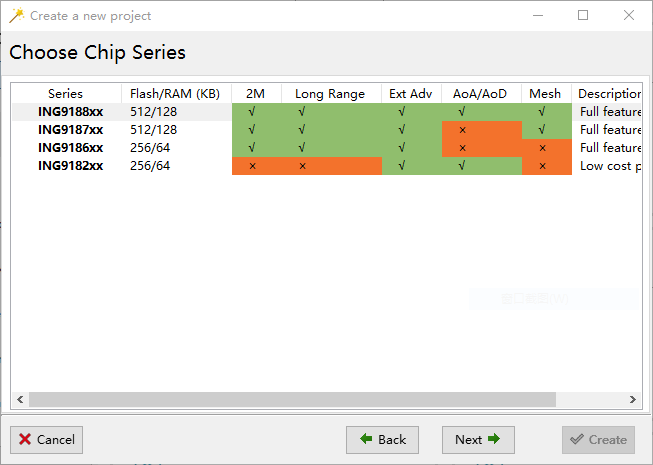 Create a new project
Choose Chip Series
Series Flash/RAM (KB) 2M Long Range Ext Adv AoA/AoD Mesh Description
ING9188xx 512/128 √ √ √ √ √ Full feature
ING9187xx 512/128 √ √ √ × √ Full feature
ING9186xx 256/64 √ √ √ × × Full feature
ING9182xx 256/64 × × √ √ × Low cost p
Cancel Back Next Create